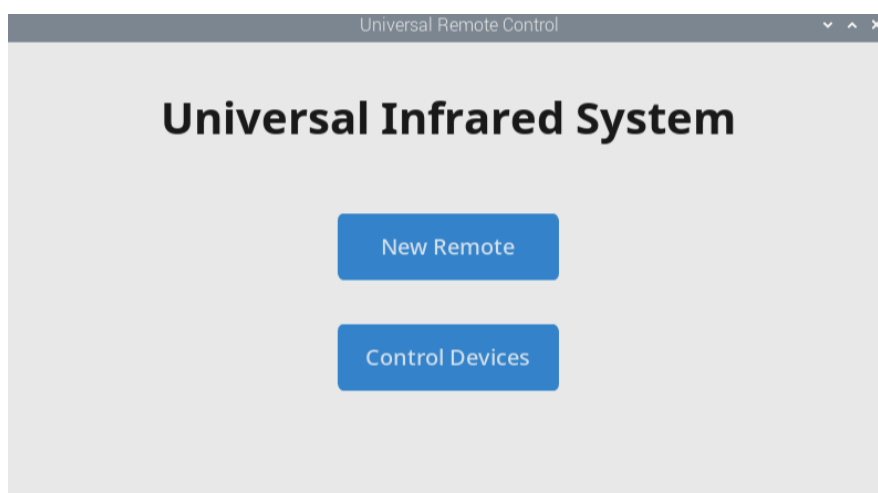 Universal Remote Control
Universal Infrared System
New Remote
Control Devices